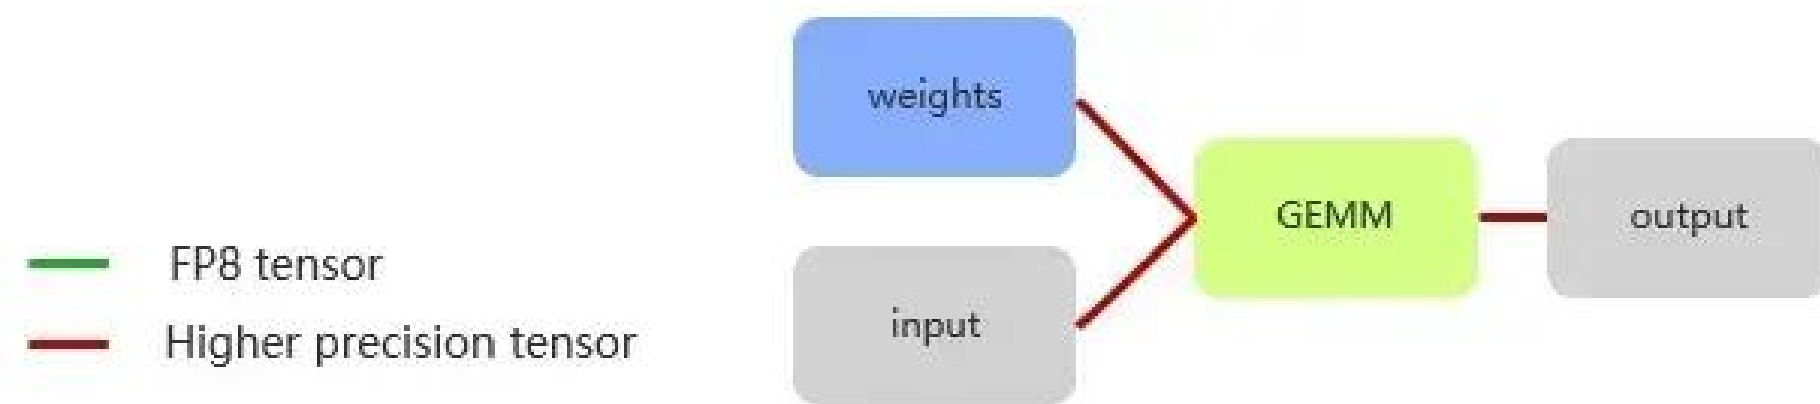 weights
GEMM
output
FP8 tensor
input
Higher precision tensor